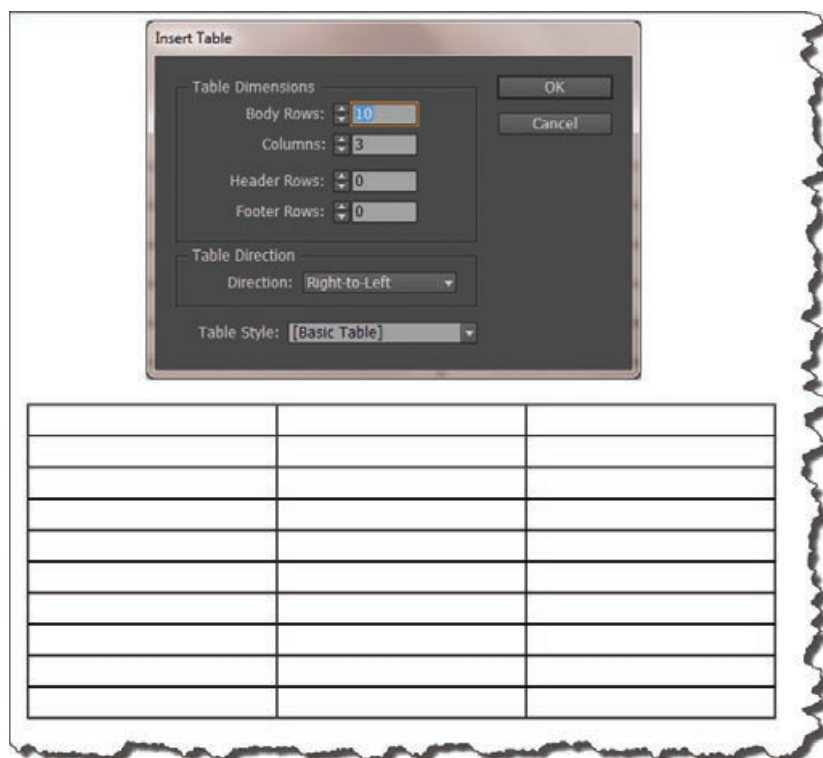 Insert Table
Table Dimensions
OK
Body Rows: 10
Cancel
Columns: 3
Header Rows: 0
Footer Rows: 0
Table Direction
Direction: Right-to-Left
Table Style: [Basic Table]